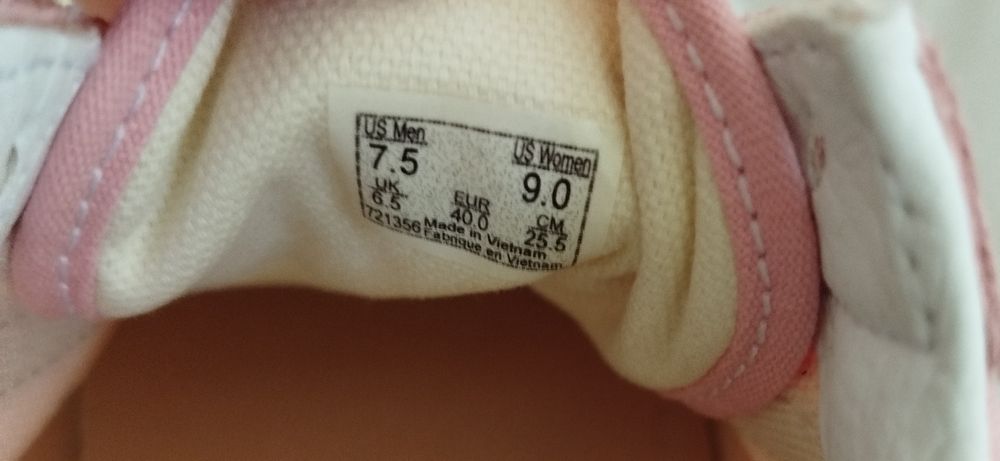 US Men US Women
7.5 9.0
UK EUR CM
6.5 40.0 25.5
721356 Made in Vietnam
Fabrique en Vietnam